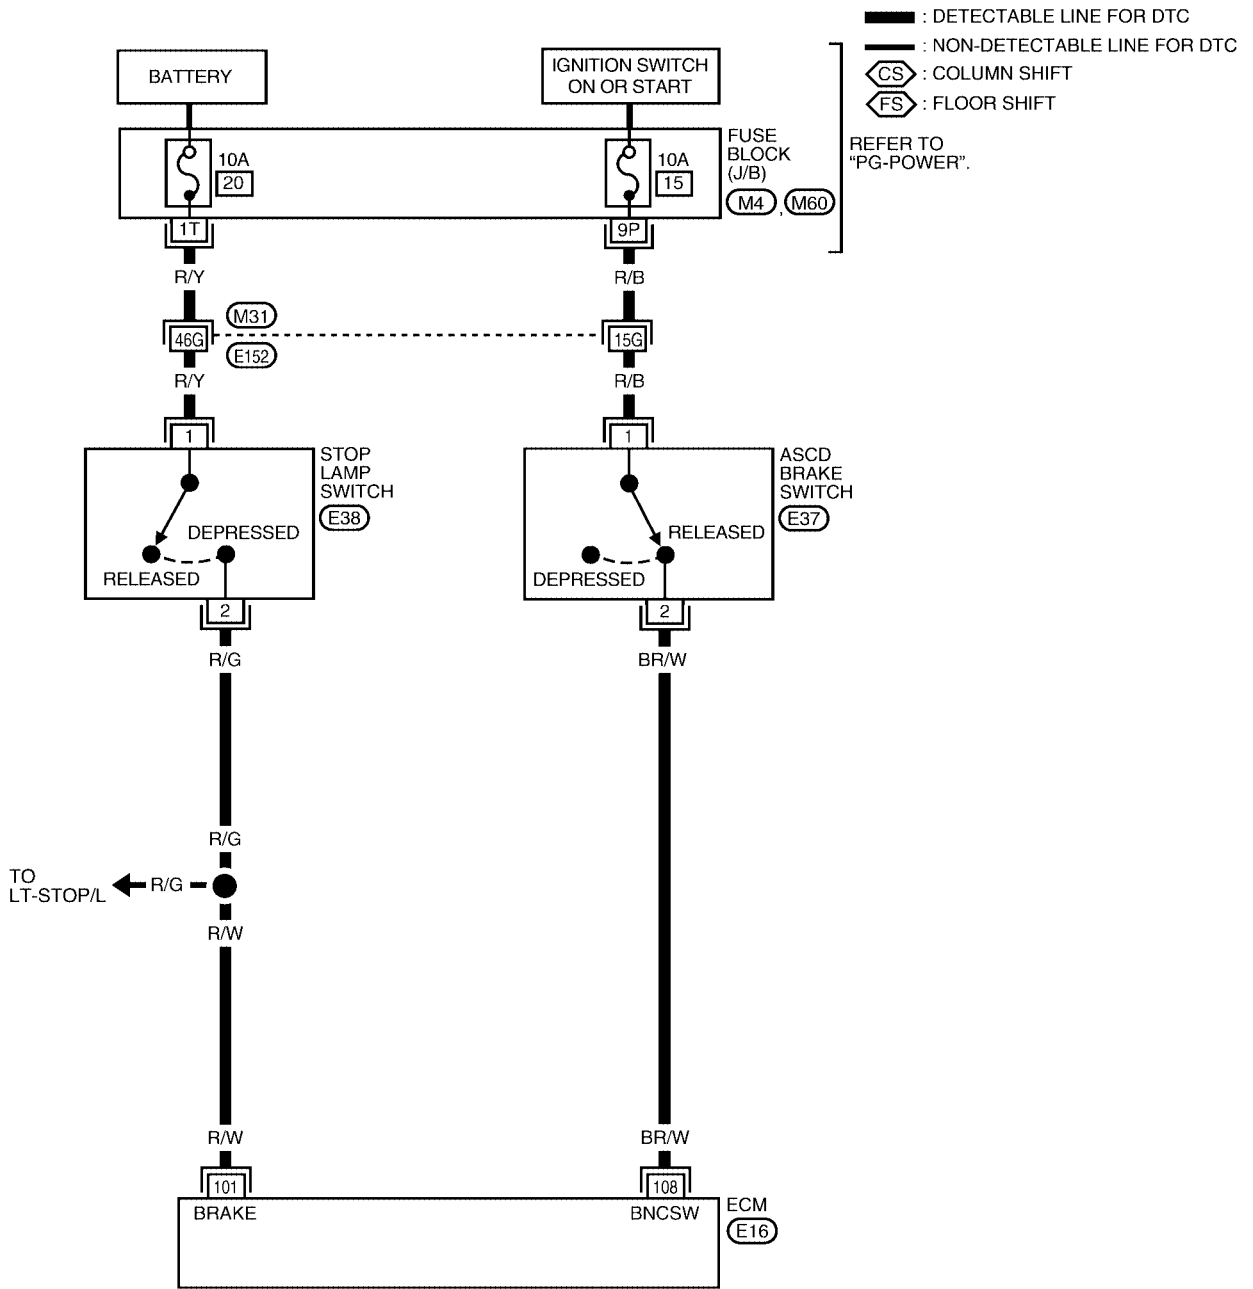 : DETECTABLE LINE FOR DTC
: NON-DETECTABLE LINE FOR DTC
CS : COLUMN SHIFT
FS : FLOOR SHIFT
BATTERY
IGNITION SWITCH
ON OR START
10A
20
10A
15
FUSE
BLOCK
(J/B)
M4 , M60
REFER TO
"PG-POWER".
1T
9P
R/Y
R/B
M31
46G
15G
E152
R/Y
R/B
1
1
STOP
LAMP
SWITCH
E38
DEPRESSED
RELEASED
ASCD
BRAKE
SWITCH
E37
RELEASED
DEPRESSED
2
2
R/G
BR/W
R/G
TO
LT-STOP/L
R/G
R/W
R/W
BR/W
101
108
BRAKE
BNCSW
ECM
E16